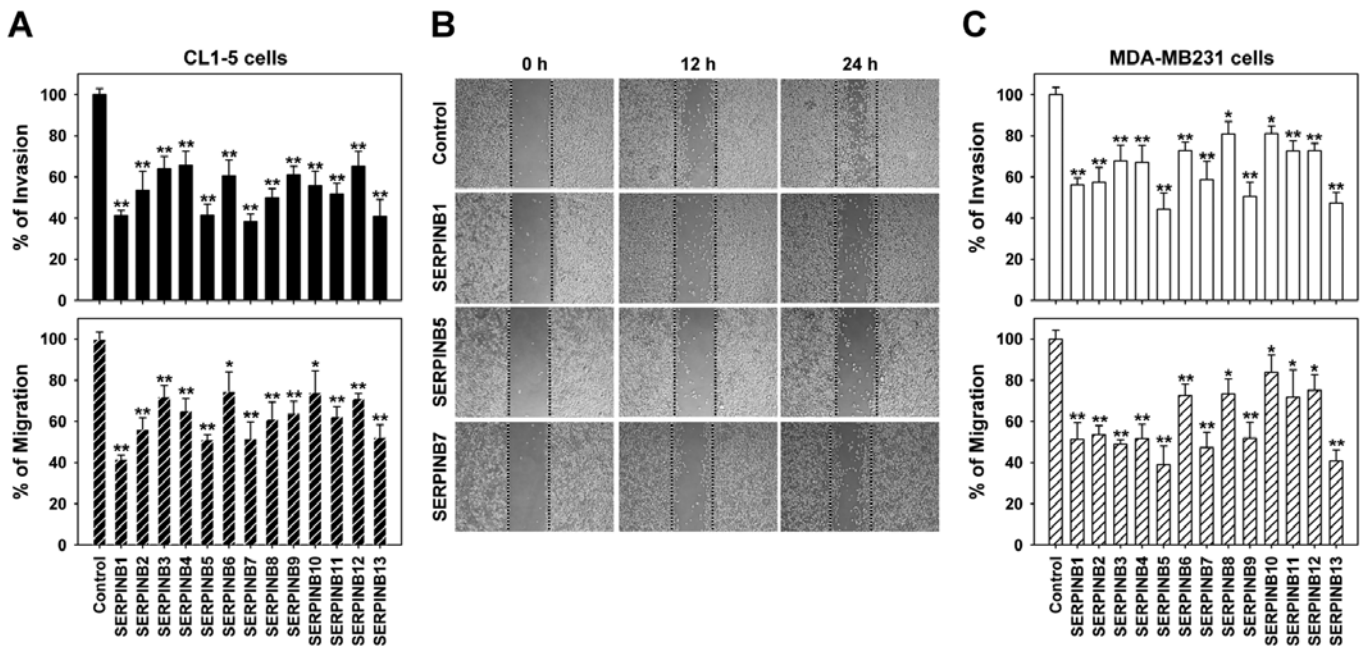 A
CL1-5 cells
% of Invasion
120
100
80
60
40
20
0
** ** ** ** ** ** ** ** ** ** ** ** **
% of Migration
100
80
60
40
20
0
** ** ** ** ** * ** ** ** * ** ** **
Control
SERPINB1
SERPINB2
SERPINB3
SERPINB4
SERPINB5
SERPINB6
SERPINB7
SERPINB8
SERPINB9
SERPINB10
SERPINB11
SERPINB12
SERPINB13
B
0 h 12 h 24 h
Control
SERPINB1
SERPINB5
SERPINB7
C
MDA-MB231 cells
% of Invasion
100
80
60
40
20
0
** ** ** ** ** ** ** * ** * ** ** **
% of Migration
100
80
60
40
20
0
** ** ** ** ** ** ** * ** * * * **
Control
SERPINB1
SERPINB2
SERPINB3
SERPINB4
SERPINB5
SERPINB6
SERPINB7
SERPINB8
SERPINB9
SERPINB10
SERPINB11
SERPINB12
SERPINB13